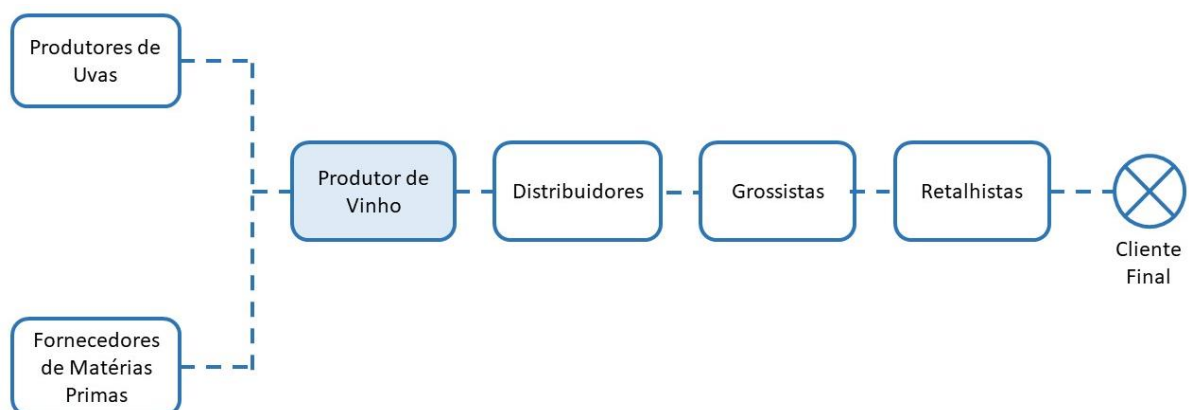 Produtores de
Uvas
Produtor de
Vinho
Distribuidores
Grossistas
Retalhistas
Cliente
Final
Fornecedores
de Matérias
Primas